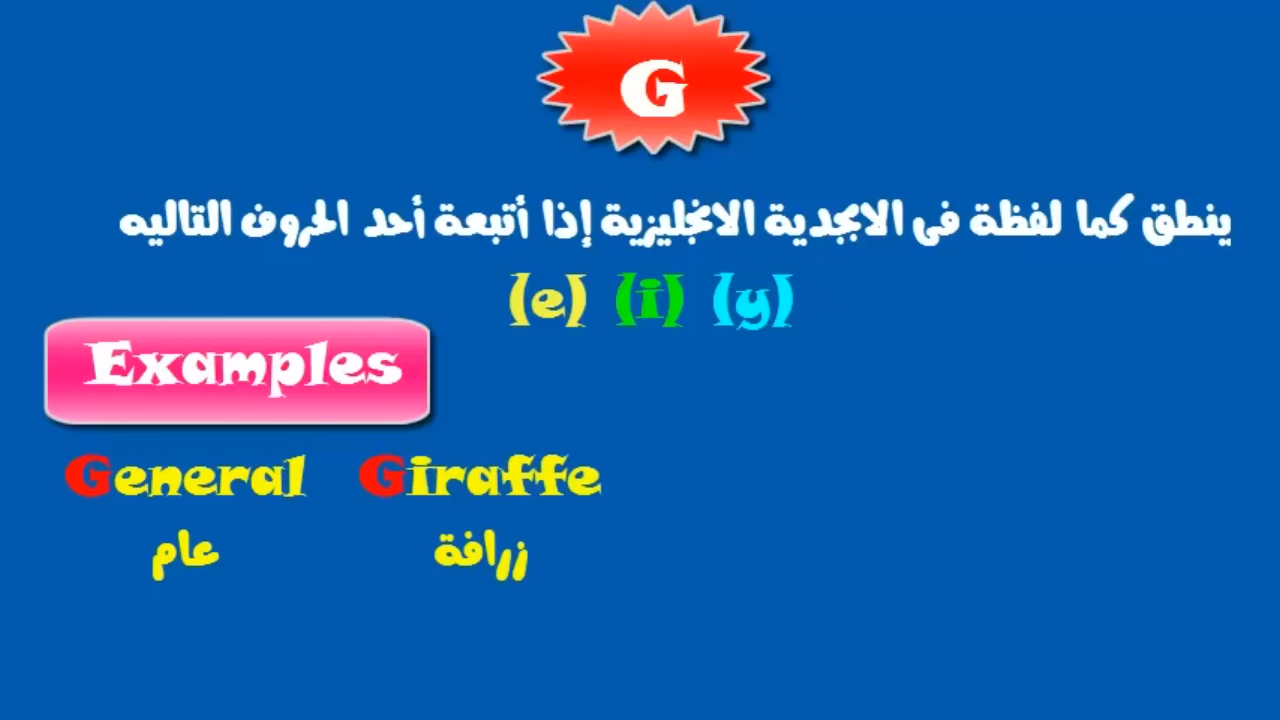 G
ينطق كما لفظة فى الابجدية الانجليزية إذا أتبعة أحد الحروف التاليه
(e) (i) (y)
Examples
General Giraffe
عام زرافة